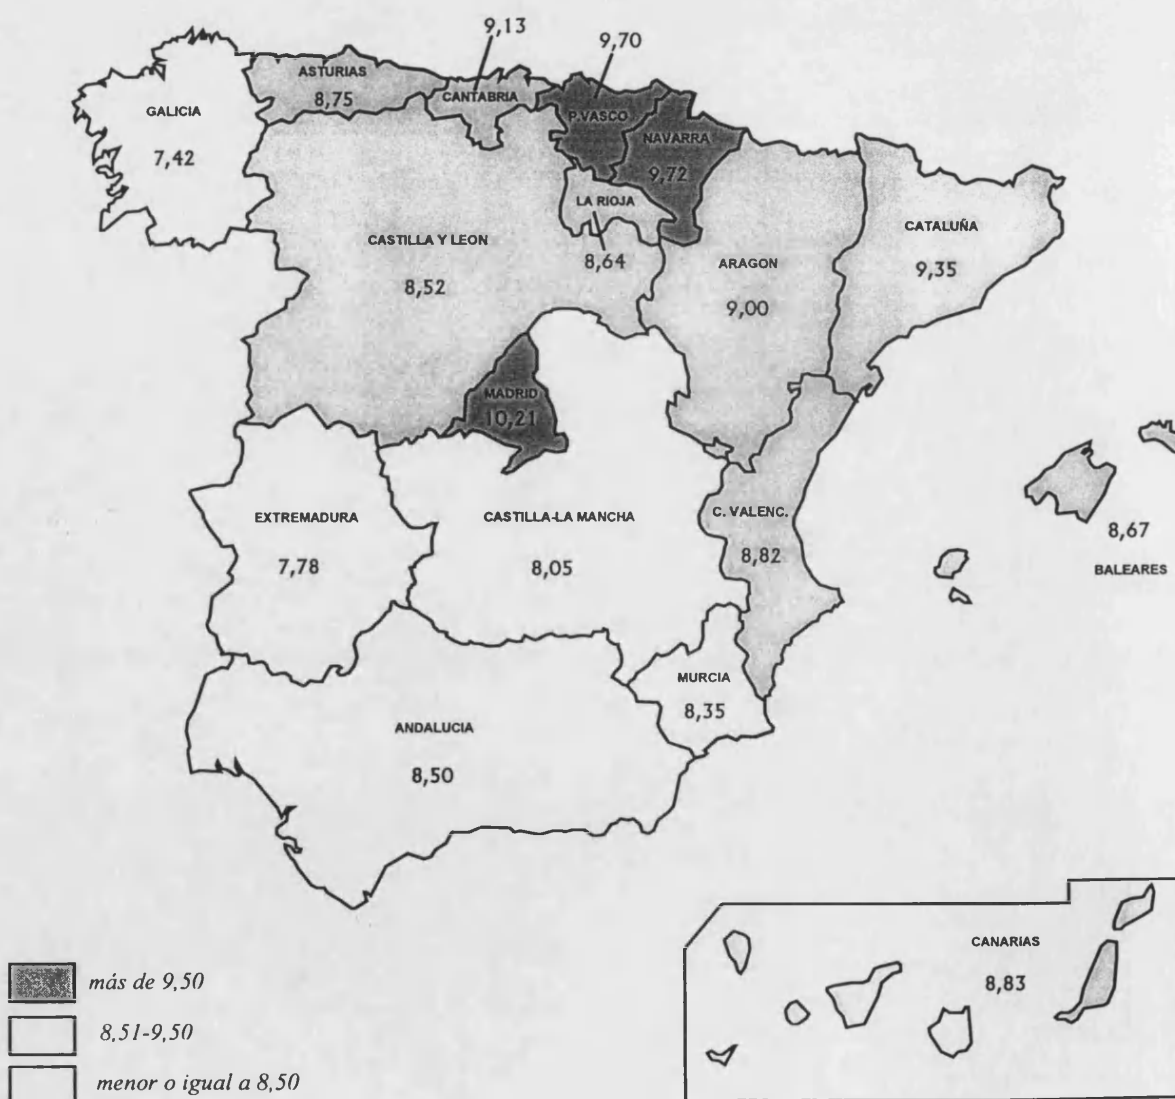 9,13
9,70
ASTURIAS
8,75
CANTABRIA
GALICIA
7,42
P.VASCO
NAVARRA
9,72
LA RIOJA
8,64
CASTILLA Y LEON
8,52
ARAGON
9,00
CATALUÑA
9,35
MADRID
10,21
EXTREMADURA
7,78
CASTILLA-LA MANCHA
8,05
C. VALENC.
8,82
8,67
BALEARES
MURCIA
8,35
ANDALUCIA
8,50
CANARIAS
8,83
más de 9,50
8,51-9,50
menor o igual a 8,50